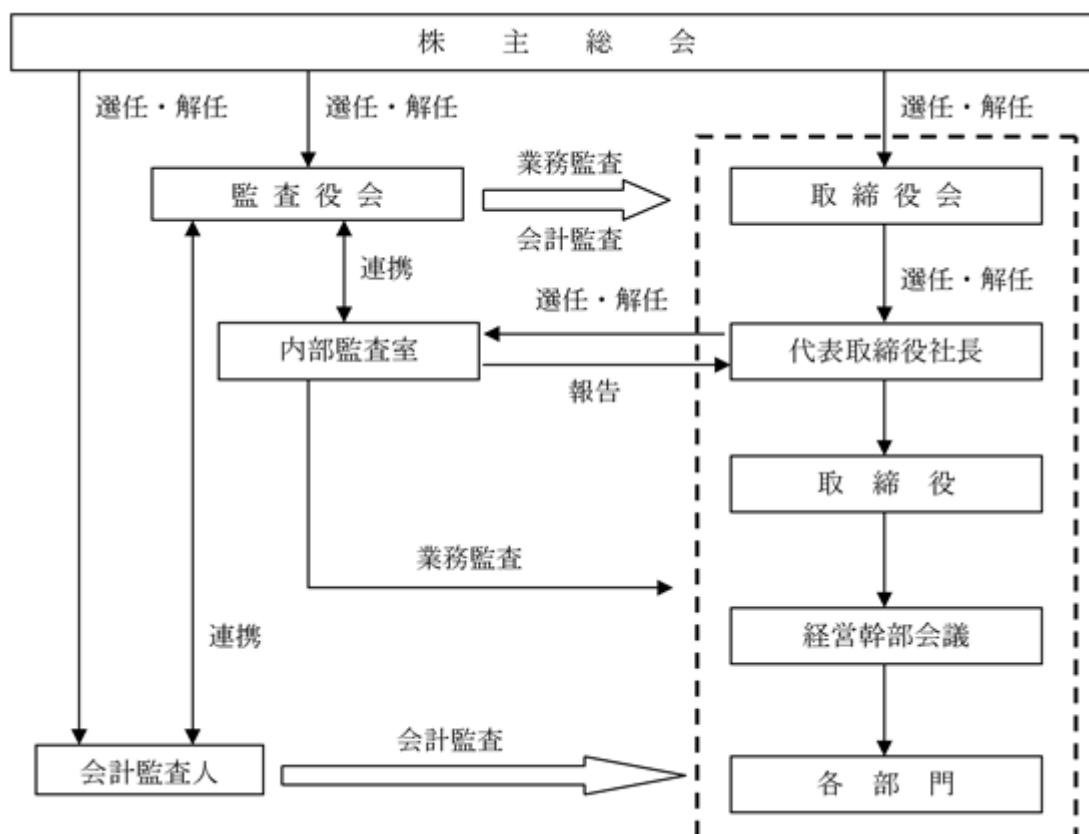 株主総会
選任・解任
選任・解任
選任・解任
監査役会
業務監査
会計監査
取締役会
連携
選任・解任
選任・解任
内部監査室
代表取締役社長
報告
取締役
業務監査
経営幹部会議
連携
会計監査
会計監査人
各部門